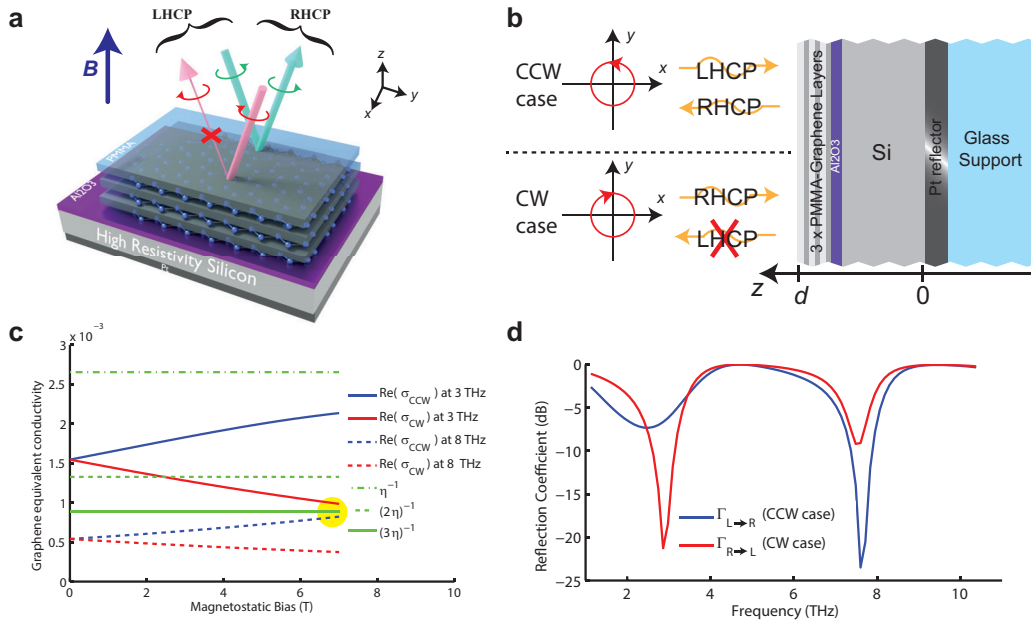 a
LHCP
RHCP
B
z
y
x
PMMA
Al2O3
High Resistivity Silicon
Pt
b
CCW
case
y
x
LHCP
RHCP
CW
case
y
x
RHCP
LHCP
3 x PMMA-Graphene Layers
Al2O3
Si
Pt reflector
Glass
Support
z
d
0
c
x 10⁻³
3
2.5
2
1.5
1
0.5
0
0
2
4
6
8
10
Graphene equivalent conductivity
Magnetostatic Bias (T)
Re( σCCW ) at 3 THz
Re( σCW ) at 3 THz
Re( σCCW ) at 8 THz
Re( σCW ) at 8 THz
η⁻¹
(2η)⁻¹
(3η)⁻¹
d
0
−5
−10
−15
−20
−25
2
4
6
8
10
Reflection Coefficient (dB)
Frequency (THz)
ΓL→R (CCW case)
ΓR→L (CW case)